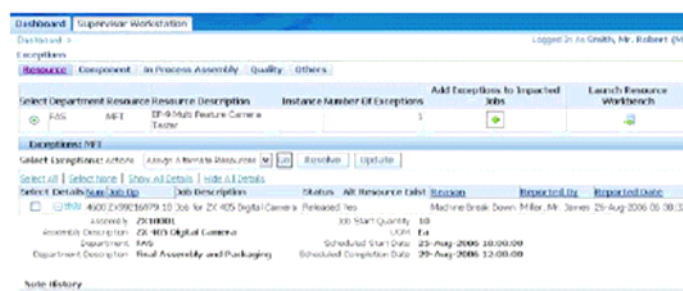 Dashboard Supervisor Workstation
Dashboard >
Logged In As Smith, Mr. Robert
Exceptions
Resource Component In Process Assembly Quality Others
Add Exceptions to Impacted Jobs Launch Resource Workbench
Select Department Resource Resource Description Instance Number Of Exceptions
FAS MFT EP-9 Multi Feature Camera Tester 1
Exceptions: MFT
Select Exceptions: Actions Assign Alternate Resources Go Resolve Update
Select All | Select None | Show All Details | Hide All Details
Select Details Num Job Op Job Description Status Alt Resource Exist Reason Reported By Reported Date
10 Job for ZX 405 Digital Camera Released Yes Machine Break Down Miller, Mr. James 25-Aug-2006
Assembly ZX10001 Job Start Quantity 10
Assembly Description ZX 405 Digital Camera UOM Ea
Department FAS Scheduled Start Date 25-Aug-2006 10:00:00
Department Description Final Assembly and Packaging Scheduled Completion Date 29-Aug-2006 12:00:00
Note History